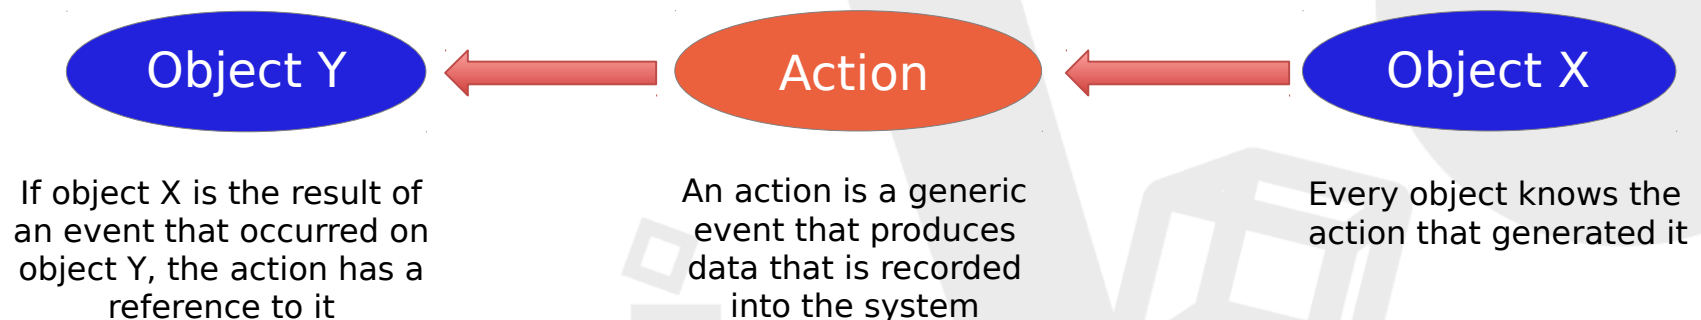 Object Y
Action
Object X
If object X is the result of
an event that occurred on
object Y, the action has a
reference to it
An action is a generic
event that produces
data that is recorded
into the system
Every object knows the
action that generated it